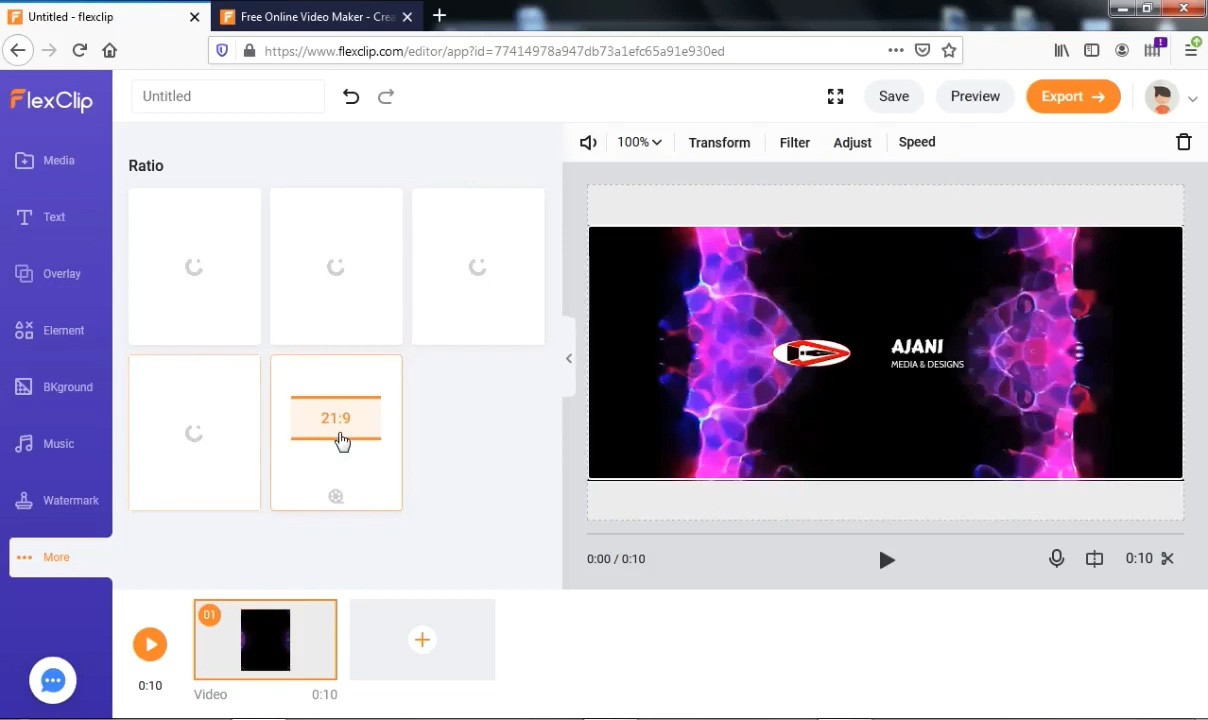 Untitled - flexclip
Free Online Video Maker - Crea
https://www.flexclip.com/editor/app?id=77414978a947db73a1efc65a91e930ed
FlexClip
Untitled
Save
Preview
Export
Media
Text
Overlay
Element
BKground
Music
Watermark
More
Ratio
21:9
100%
Transform
Filter
Adjust
Speed
AJANI
MEDIA & DESIGNS
0:00 / 0:10
0:10
01
0:10
Video
0:10